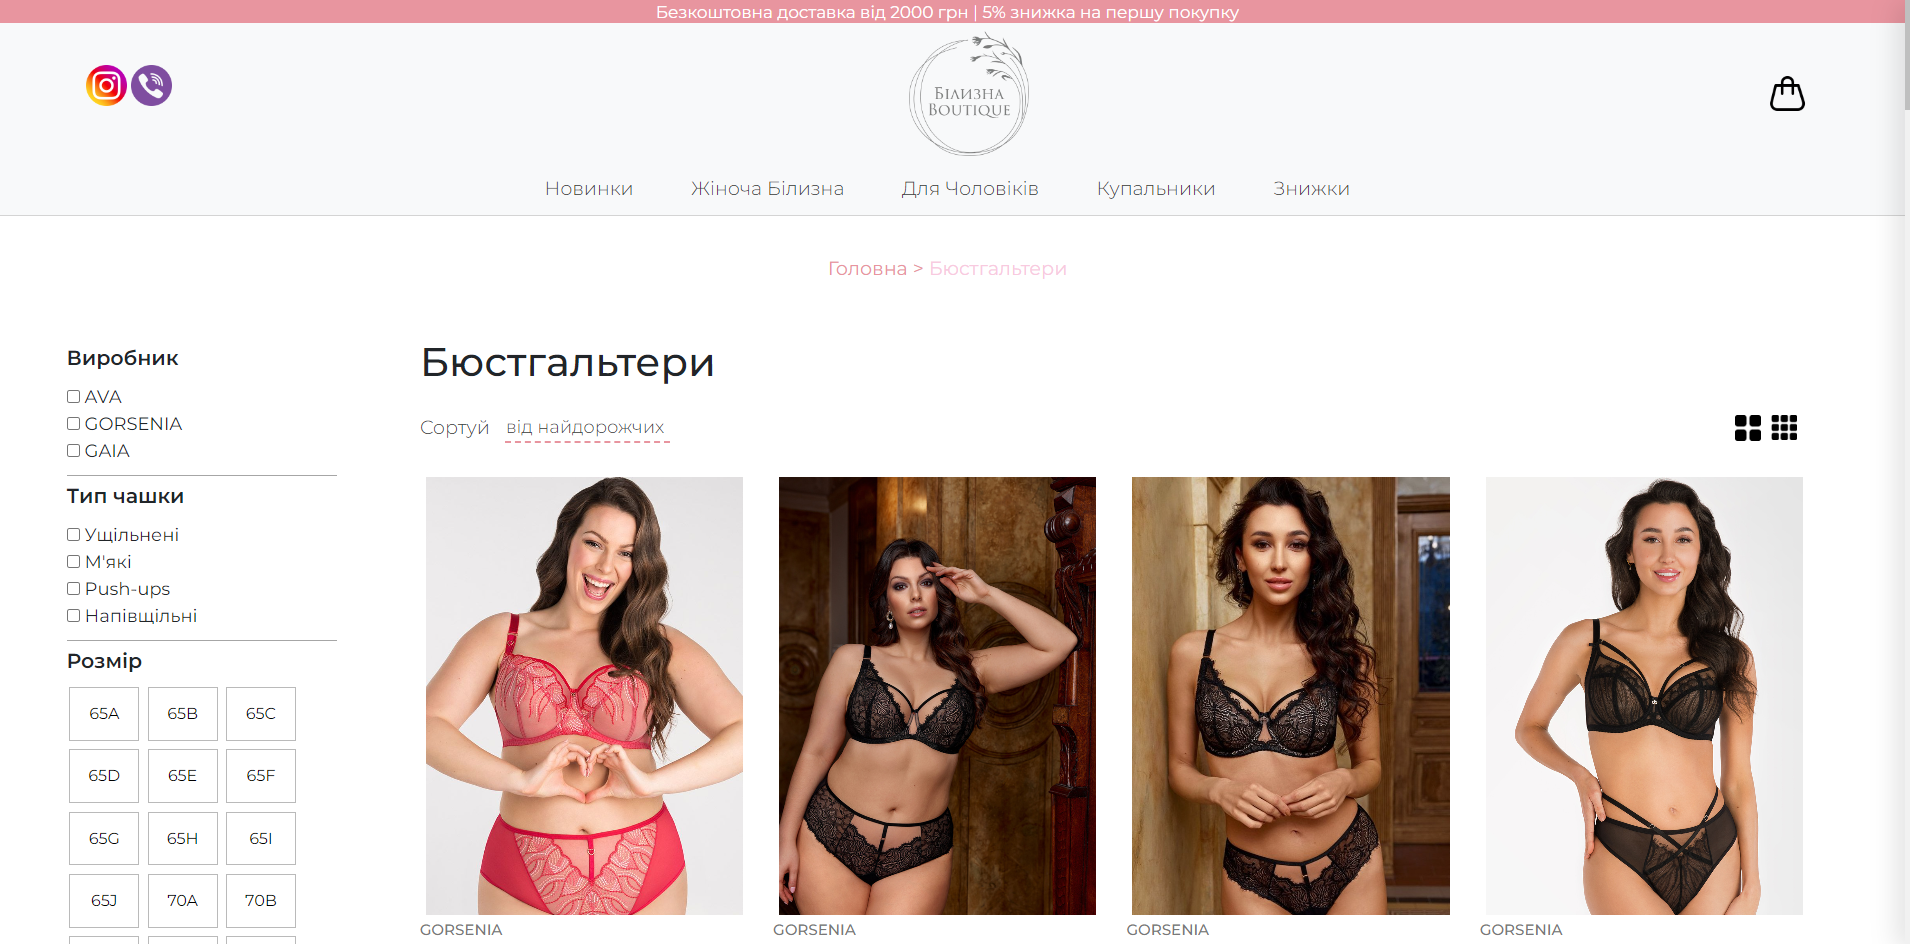 Безкоштовна доставка від 2000 грн | 5% знижка на першу покупку
БІЛИЗНА
BOUTIQUE
Новинки Жіноча Білизна Для Чоловіків Купальники Знижки
Головна > Бюстгальтери
Виробник
AVA
GORSENIA
GAIA
Тип чашки
Ущільнені
М'які
Push-ups
Напівщільні
Розмір
65A 65B 65C
65D 65E 65F
65G 65H 65I
65J 70A 70B
Бюстгальтери
Сортуй від найдорожчих
GORSENIA GORSENIA GORSENIA GORSENIA